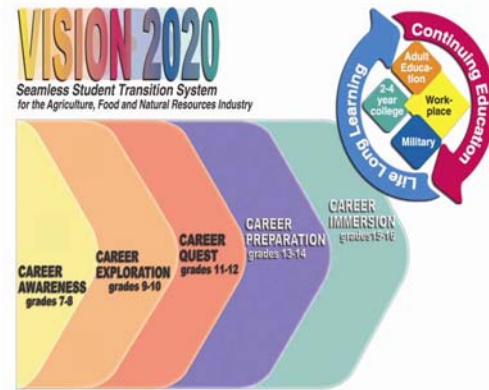 VISION 2020
Seamless Student Transition System
for the Agriculture, Food and Natural Resources Industry
Continuing Education
Life Long Learning
Adult
Educa-
tion
2-4
year
college
Work-
place
Military
CAREER
AWARENESS
grades 7-8
CAREER
EXPLORATION
grades 9-10
CAREER
QUEST
grades 11-12
CAREER
PREPARATION
grades 13-14
CAREER
IMMERSION
grades 15-16